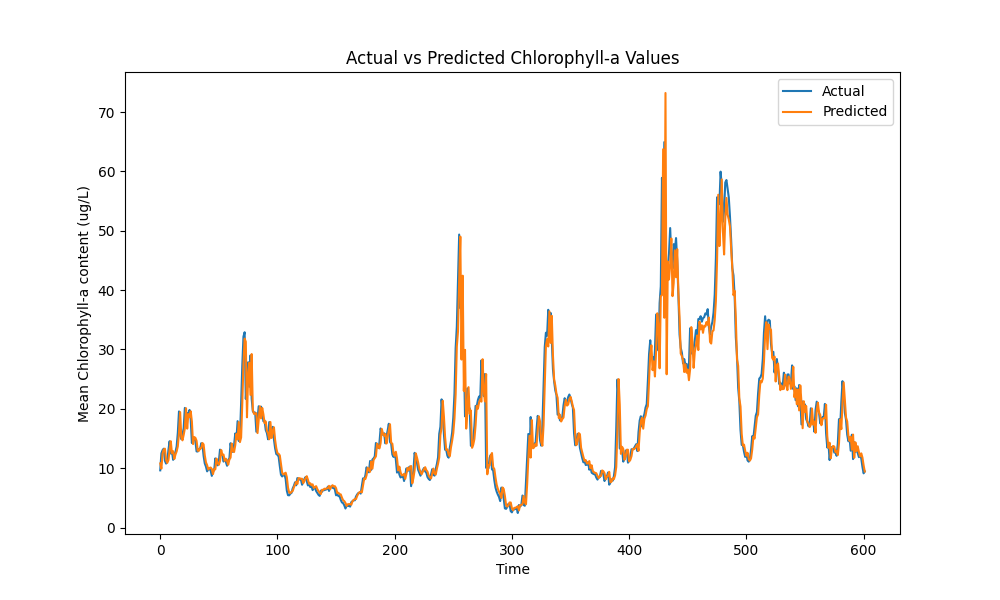 Actual vs Predicted Chlorophyll-a Values
Actual
Predicted
70
60
50
40
30
20
10
0
Mean Chlorophyll-a content (ug/L)
0 100 200 300 400 500 600
Time